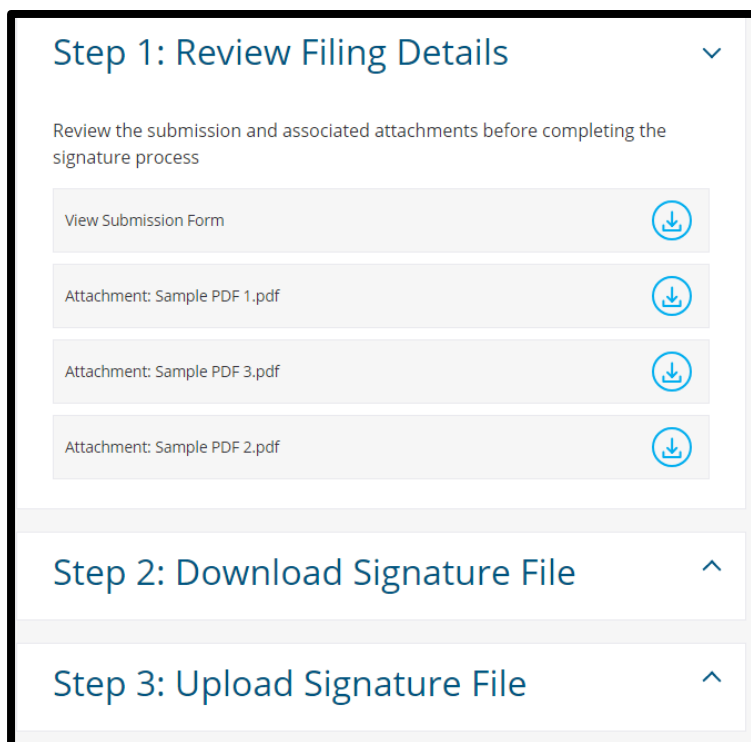 Step 1: Review Filing Details
Review the submission and associated attachments before completing the
signature process
View Submission Form
Attachment: Sample PDF 1.pdf
Attachment: Sample PDF 3.pdf
Attachment: Sample PDF 2.pdf
Step 2: Download Signature File
Step 3: Upload Signature File